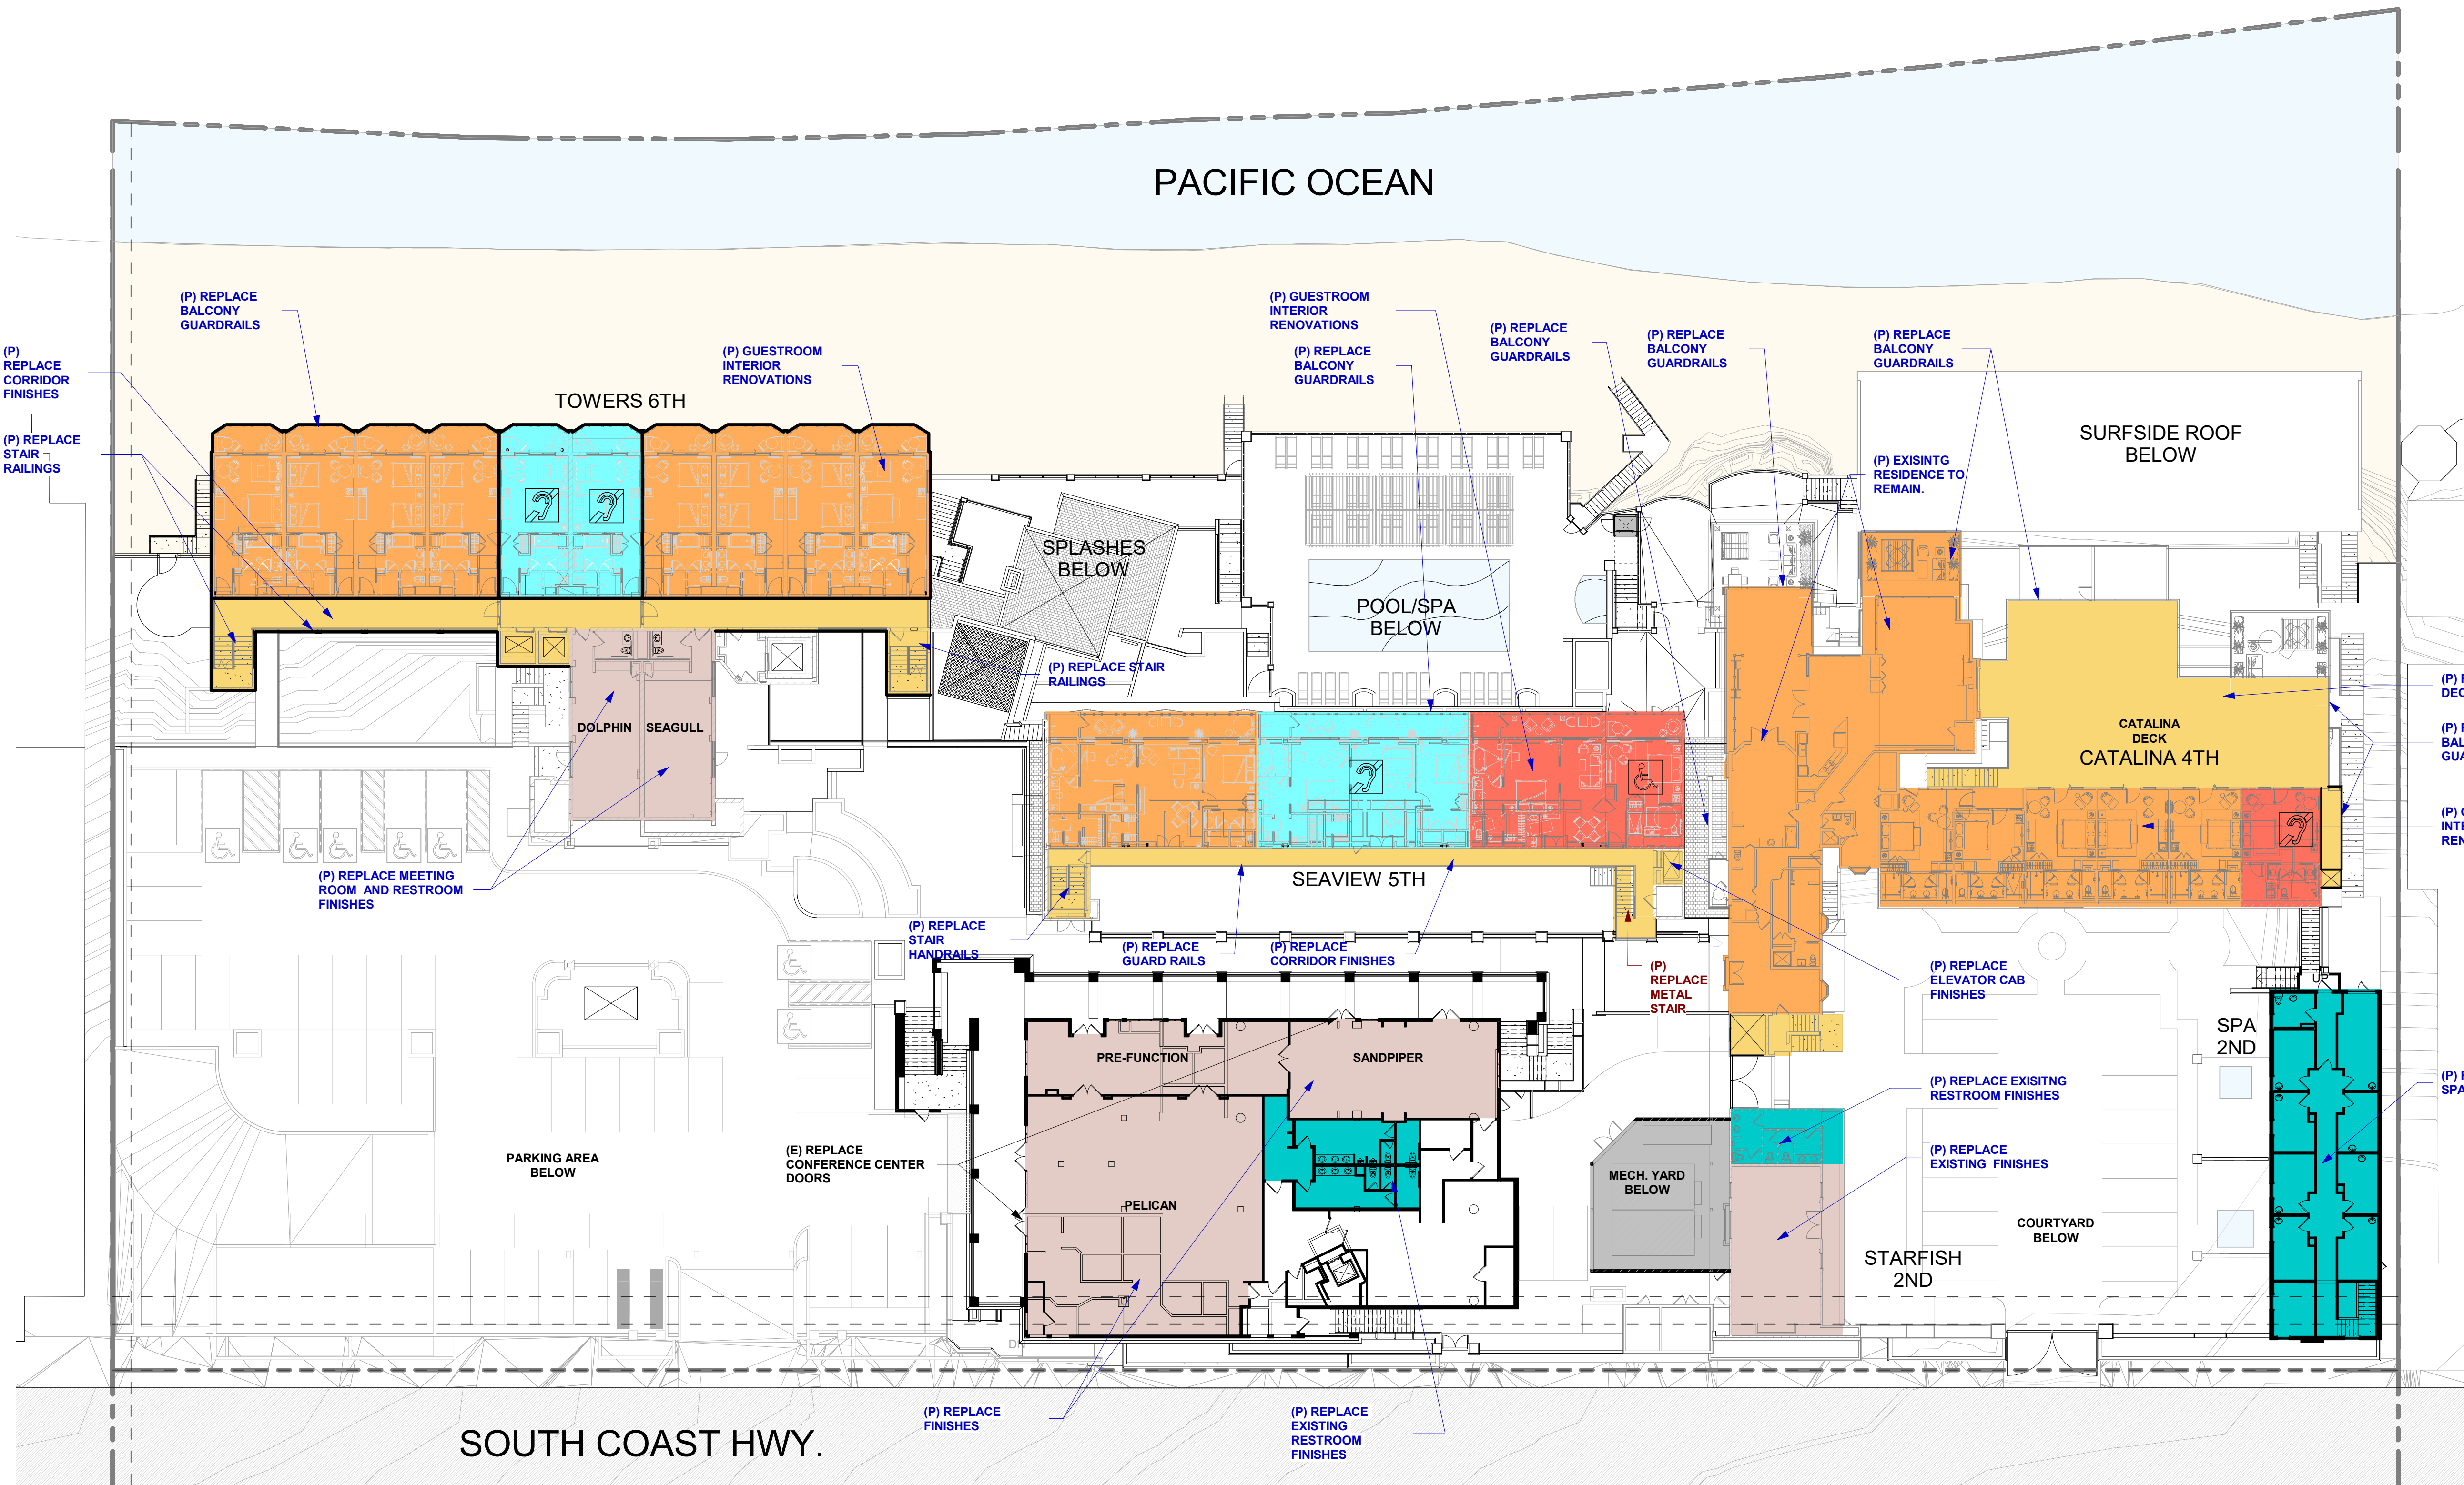 PACIFIC OCEAN
(P) REPLACE
BALCONY
GUARDRAILS
(P)
REPLACE
CORRIDOR
FINISHES
(P) REPLACE
STAIR
RAILINGS
TOWERS 6TH
(P) GUESTROOM
INTERIOR
RENOVATIONS
(P) GUESTROOM
INTERIOR
RENOVATIONS
(P) REPLACE
BALCONY
GUARDRAILS
(P) REPLACE
BALCONY
GUARDRAILS
(P) REPLACE
BALCONY
GUARDRAILS
(P) REPLACE
BALCONY
GUARDRAILS
SURFSIDE ROOF
BELOW
(P) EXISINTG
RESIDENCE TO
REMAIN.
SPLASHES
BELOW
POOL/SPA
BELOW
(P) REPLACE STAIR
RAILINGS
DOLPHIN
SEAGULL
CATALINA
DECK
CATALINA 4TH
(P) REPLACE MEETING
ROOM AND RESTROOM
FINISHES
SEAVIEW 5TH
(P) REPLACE
STAIR
HANDRAILS
(P) REPLACE
GUARD RAILS
(P) REPLACE
CORRIDOR FINISHES
(P)
REPLACE
METAL
STAIR
(P) REPLACE
ELEVATOR CAB
FINISHES
UP
SPA
2ND
PRE-FUNCTION
SANDPIPER
(P) REPLACE EXISITNG
RESTROOM FINISHES
(P) REPLACE
EXISTING FINISHES
(E) REPLACE
CONFERENCE CENTER
DOORS
PARKING AREA
BELOW
PELICAN
MECH. YARD
BELOW
COURTYARD
BELOW
STARFISH
2ND
(P) REPLACE
FINISHES
(P) REPLACE
EXISTING
RESTROOM
FINISHES
SOUTH COAST HWY.